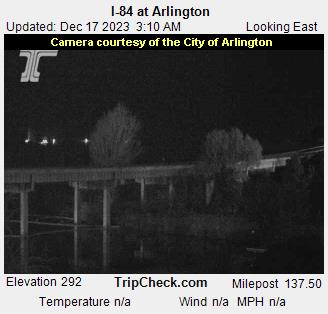 I-84 at Arlington
Updated: Dec 17 2023 3:10 AM Looking East
Camera courtesy of the City of Arlington
Elevation 292 TripCheck.com Milepost 137.50
Temperature n/a Wind n/a MPH n/a